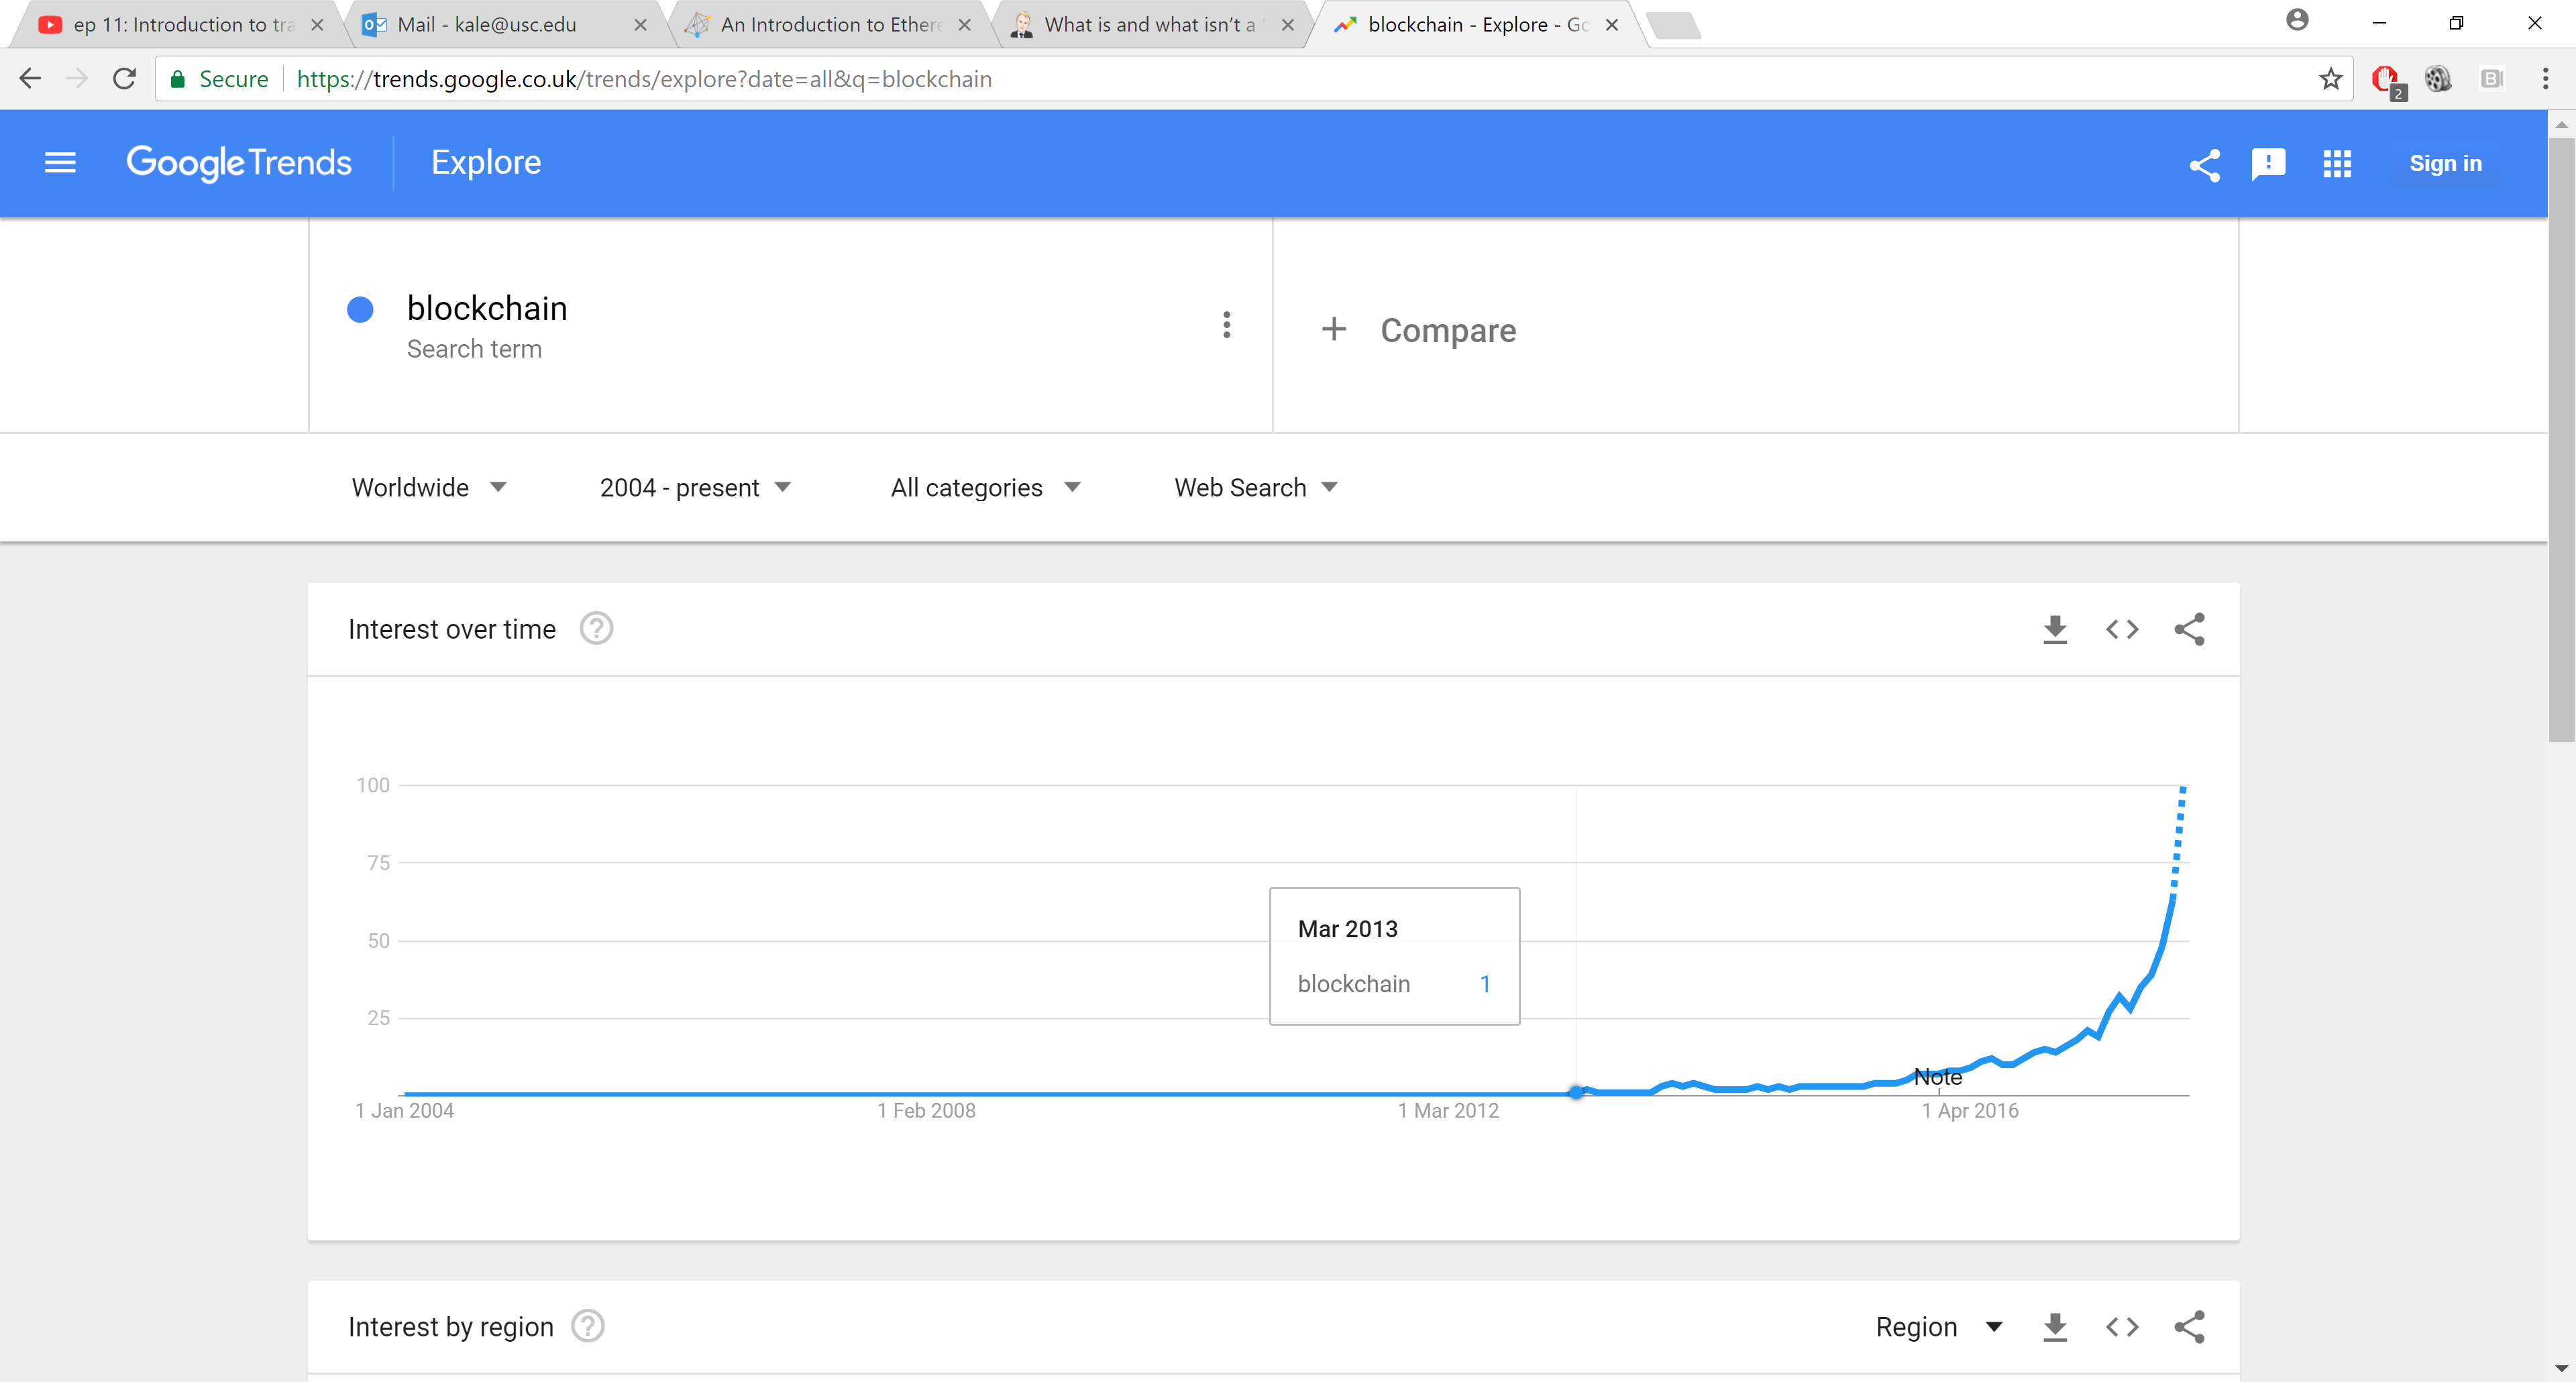 ep 11: Introduction to tra
Mail - kale@usc.edu
An Introduction to Ethere
What is and what isn't a '
blockchain - Explore - Go
Secure https://trends.google.co.uk/trends/explore?date=all&q=blockchain
2
B
Google Trends Explore Sign in
blockchain
Search term
+ Compare
Worldwide 2004 - present All categories Web Search
Interest over time ?
100
75
50
25
Mar 2013
blockchain 1
Note
1 Jan 2004 1 Feb 2008 1 Mar 2012 1 Apr 2016
Interest by region ? Region